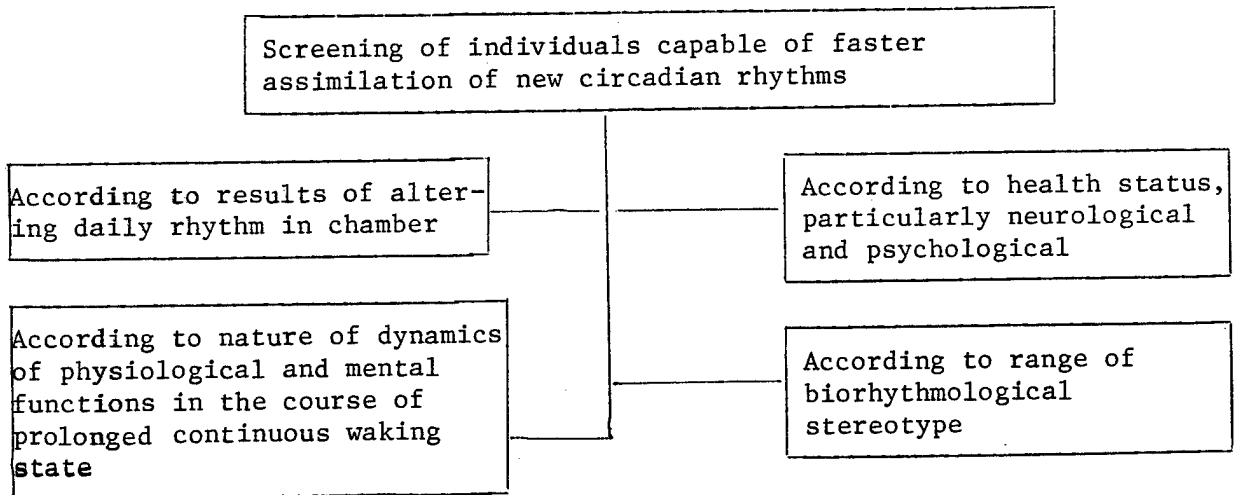 Screening of individuals capable of faster
assimilation of new circadian rhythms
According to results of alter-
ing daily rhythm in chamber
According to health status,
particularly neurological
and psychological
According to nature of dynamics
of physiological and mental
functions in the course of
prolonged continuous waking
state
According to range of
biorhythmological
stereotype